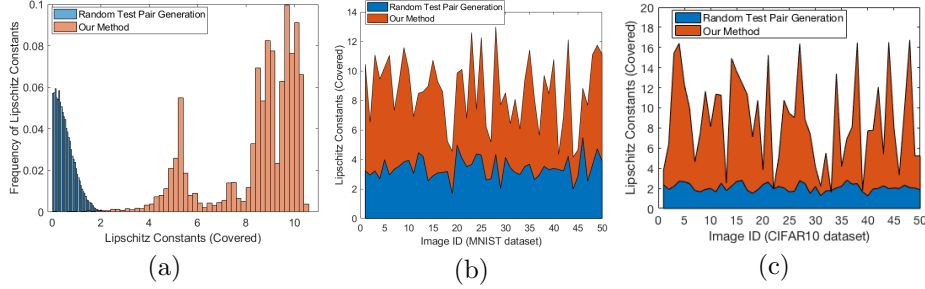 Random Test Pair Generation
Our Method
Frequency of Lipschitz Constants
0.1
0.08
0.06
0.04
0.02
0
0 2 4 6 8 10
Lipschitz Constants (Covered)
(a)
Random Test Pair Generation
Our Method
Lipschitz Constants (Covered)
14
12
10
8
6
4
2
0
0 5 10 15 20 25 30 35 40 45 50
Image ID (MNIST dataset)
(b)
Random Test Pair Generation
Our Method
Lipschitz Constants (Covered)
20
18
16
14
12
10
8
6
4
2
0
0 5 10 15 20 25 30 35 40 45 50
Image ID (CIFAR10 dataset)
(c)